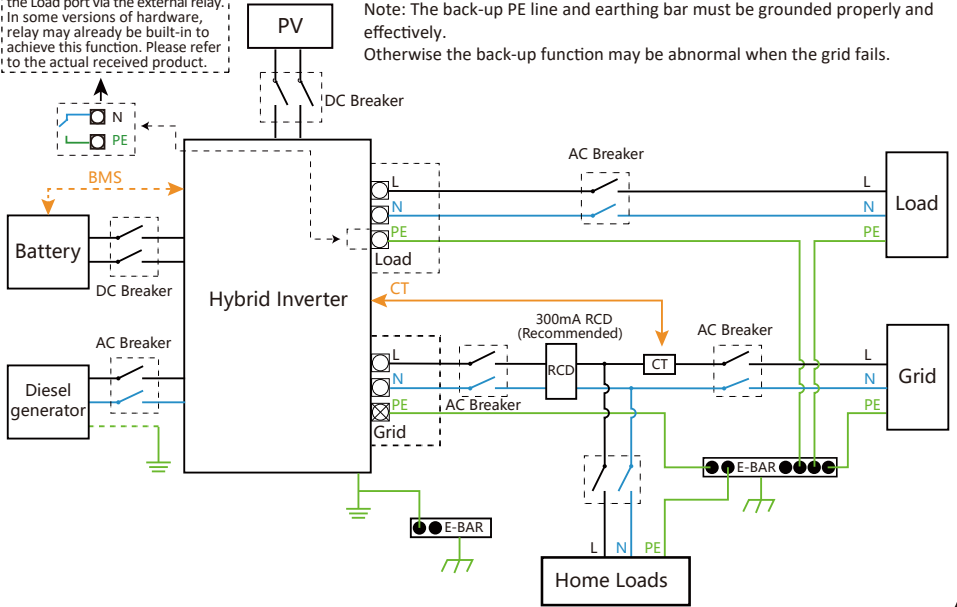 the Load port via the external relay.
In some versions of hardware,
relay may already be built-in to
achieve this function. Please refer
to the actual received product.
Note: The back-up PE line and earthing bar must be grounded properly and
effectively.
Otherwise the back-up function may be abnormal when the grid fails.
PV
DC Breaker
N
PE
BMS
Battery
DC Breaker
AC Breaker
Diesel
generator
Hybrid Inverter
L
N
PE
Load
AC Breaker
L
N
PE
Load
CT
300mA RCD
(Recommended)
AC Breaker
L
N
PE
Grid
AC Breaker
RCD
CT
L
N
PE
Grid
E-BAR
E-BAR
L
N
PE
Home Loads